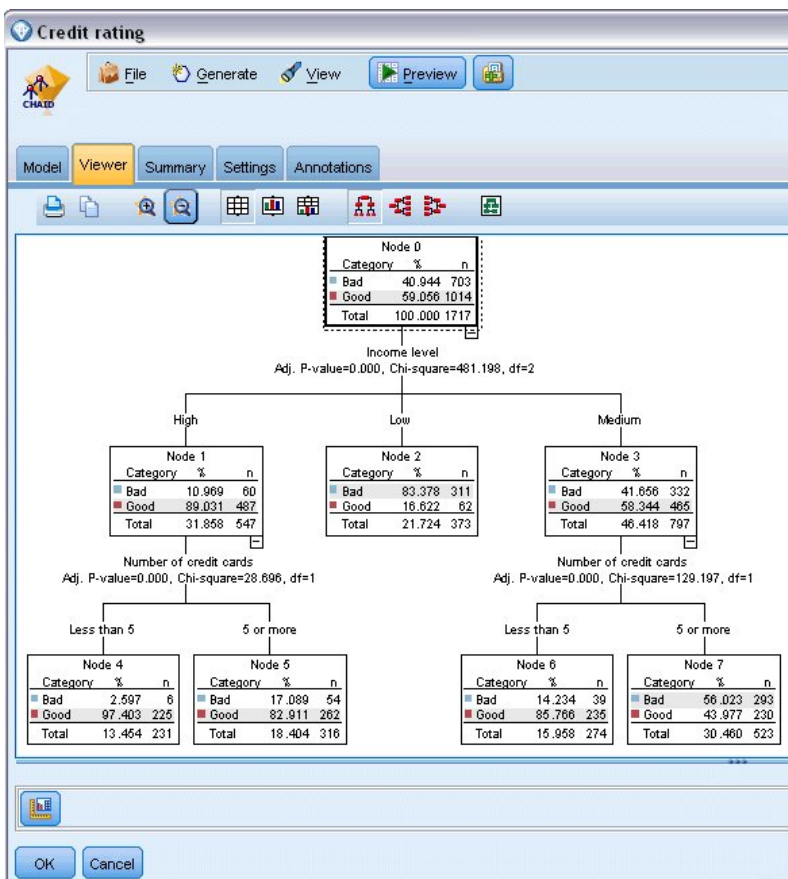 Credit rating
CHAID
File Generate View Preview
Model Viewer Summary Settings Annotations
Node 0
Category % n
Bad 40.944 703
Good 59.056 1014
Total 100.000 1717
Income level
Adj. P-value=0.000, Chi-square=481.198, df=2
High Low Medium
Node 1
Category % n
Bad 10.969 60
Good 89.031 487
Total 31.858 547
Node 2
Category % n
Bad 83.378 311
Good 16.622 62
Total 21.724 373
Node 3
Category % n
Bad 41.656 332
Good 58.344 465
Total 46.418 797
Number of credit cards
Adj. P-value=0.000, Chi-square=28.696, df=1
Number of credit cards
Adj. P-value=0.000, Chi-square=129.197, df=1
Less than 5 5 or more
Less than 5 5 or more
Node 4
Category % n
Bad 2.597 6
Good 97.403 225
Total 13.454 231
Node 5
Category % n
Bad 17.089 54
Good 82.911 262
Total 18.404 316
Node 6
Category % n
Bad 14.234 39
Good 85.766 235
Total 15.958 274
Node 7
Category % n
Bad 56.023 293
Good 43.977 230
Total 30.460 523
OK Cancel